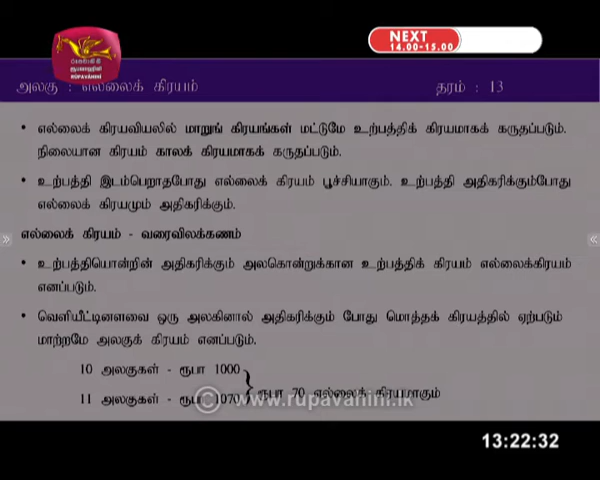 NEXT
14.00-15.00
RUPAVAHINI
அலகு : எல்லைக் கிரயம் தரம் : 13
• எல்லைக் கிரயவியலில் மாறுங் கிரயங்கள் மட்டுமே உற்பத்திக் கிரயமாகக் கருதப்படும்.
நிலையான கிரயம் காலக் கிரயமாகக் கருதப்படும்.
• உற்பத்தி இடம்பெறாதபோது எல்லைக் கிரயம் பூச்சியாகும். உற்பத்தி அதிகரிக்கும்போது
எல்லைக் கிரயமும் அதிகரிக்கும்.
எல்லைக் கிரயம் - வரைவிலக்கணம்
• உற்பத்தியொன்றின் அதிகரிக்கும் அலகொன்றுக்கான உற்பத்திக் கிரயம் எல்லைக்கிரயம்
எனப்படும்.
• வெளியீட்டினளவை ஒரு அலகினால் அதிகரிக்கும் போது மொத்தக் கிரயத்தில் ஏற்படும்
மாற்றமே அலகுக் கிரயம் எனப்படும்.
10 அலகுகள் - ரூபா 1000
11 அலகுகள் - ரூபா 1070 } ரூபா 70 எல்லைக் கிரயமாகும்
© www.rupavahini.lk
13:22:32